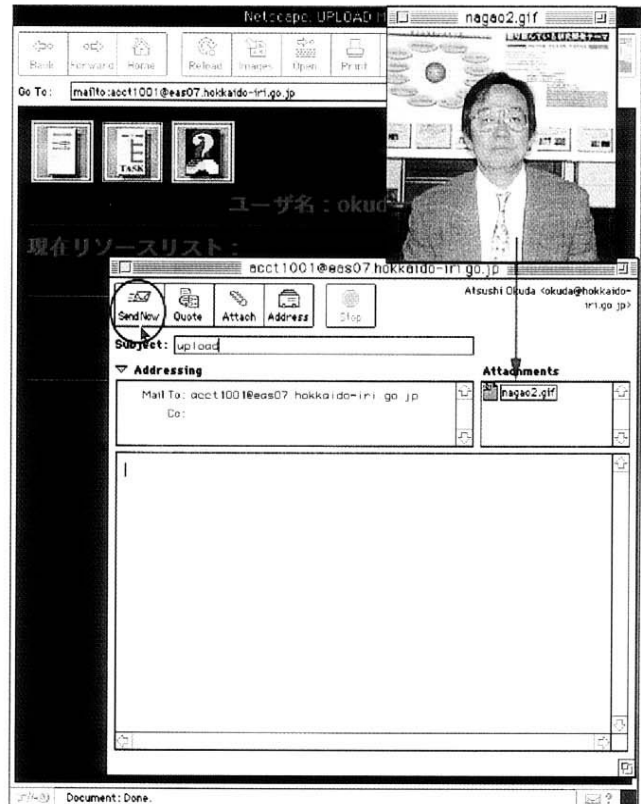 Netscape: UPLOAD
nagao2.gif
Back Forward Home Reload Images Open Print
Go To: mailto:acct1001@eas07.hokkaido-iri.go.jp
TASK
ユーザ名 : okud
現在リソースリスト :
acct1001@eas07.hokkaido-iri.go.jp
Send Now Quote Attach Address Stop
Atsushi Okuda <okuda@hokkaido-
iri.go.jp>
Subject: upload
Addressing
Attachments
Mail To: acct1001@eas07.hokkaido-iri.go.jp
nagao2.gif
Cc:
Document: Done.